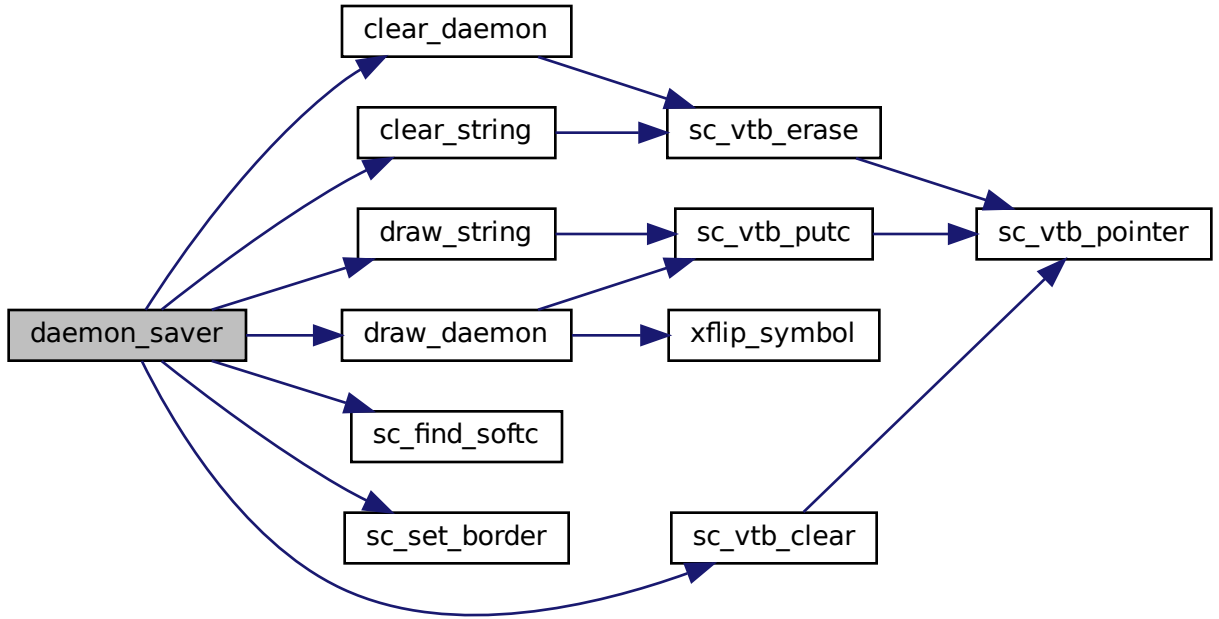 clear_daemon
clear_string
sc_vtb_erase
draw_string
sc_vtb_putc
sc_vtb_pointer
daemon_saver
draw_daemon
xflip_symbol
sc_find_softc
sc_set_border
sc_vtb_clear